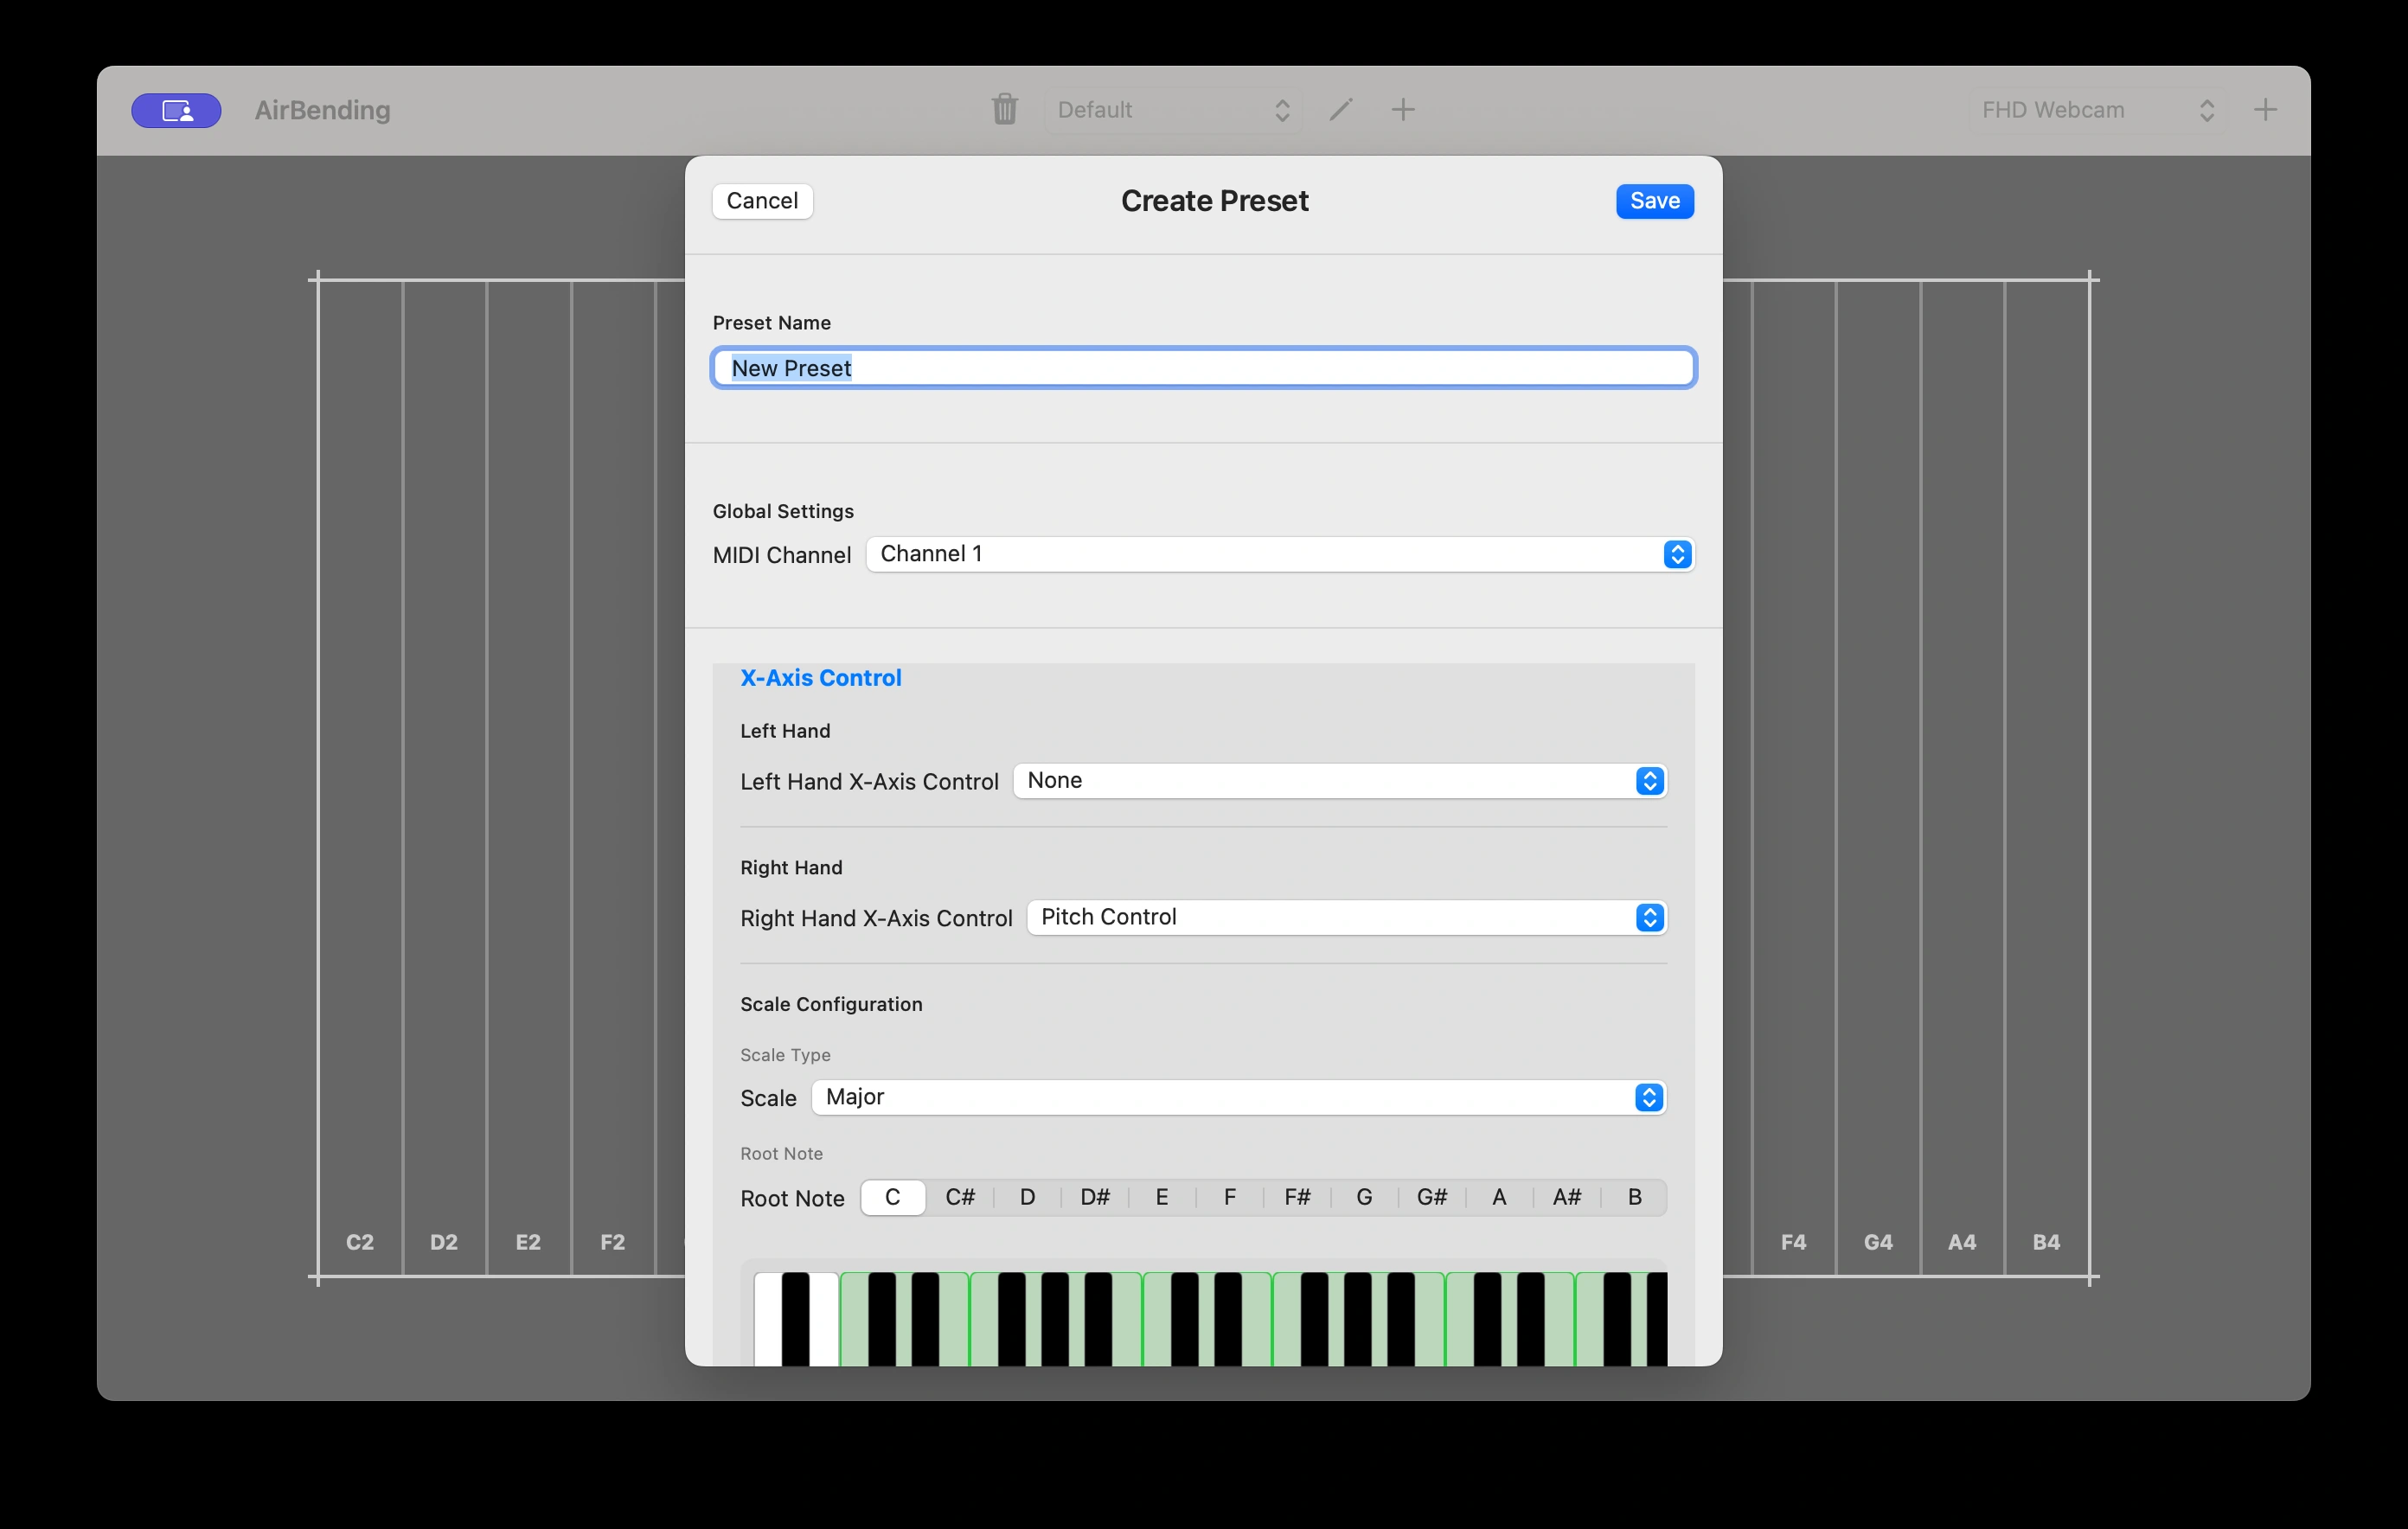 AirBending
Default
FHD Webcam
Cancel
Create Preset
Save
Preset Name
New Preset
Global Settings
MIDI Channel Channel 1
X-Axis Control
Left Hand
Left Hand X-Axis Control None
Right Hand
Right Hand X-Axis Control Pitch Control
Scale Configuration
Scale Type
Scale Major
Root Note
Root Note C C# D D# E F F# G G# A A# B
C2 D2 E2 F2
F4 G4 A4 B4